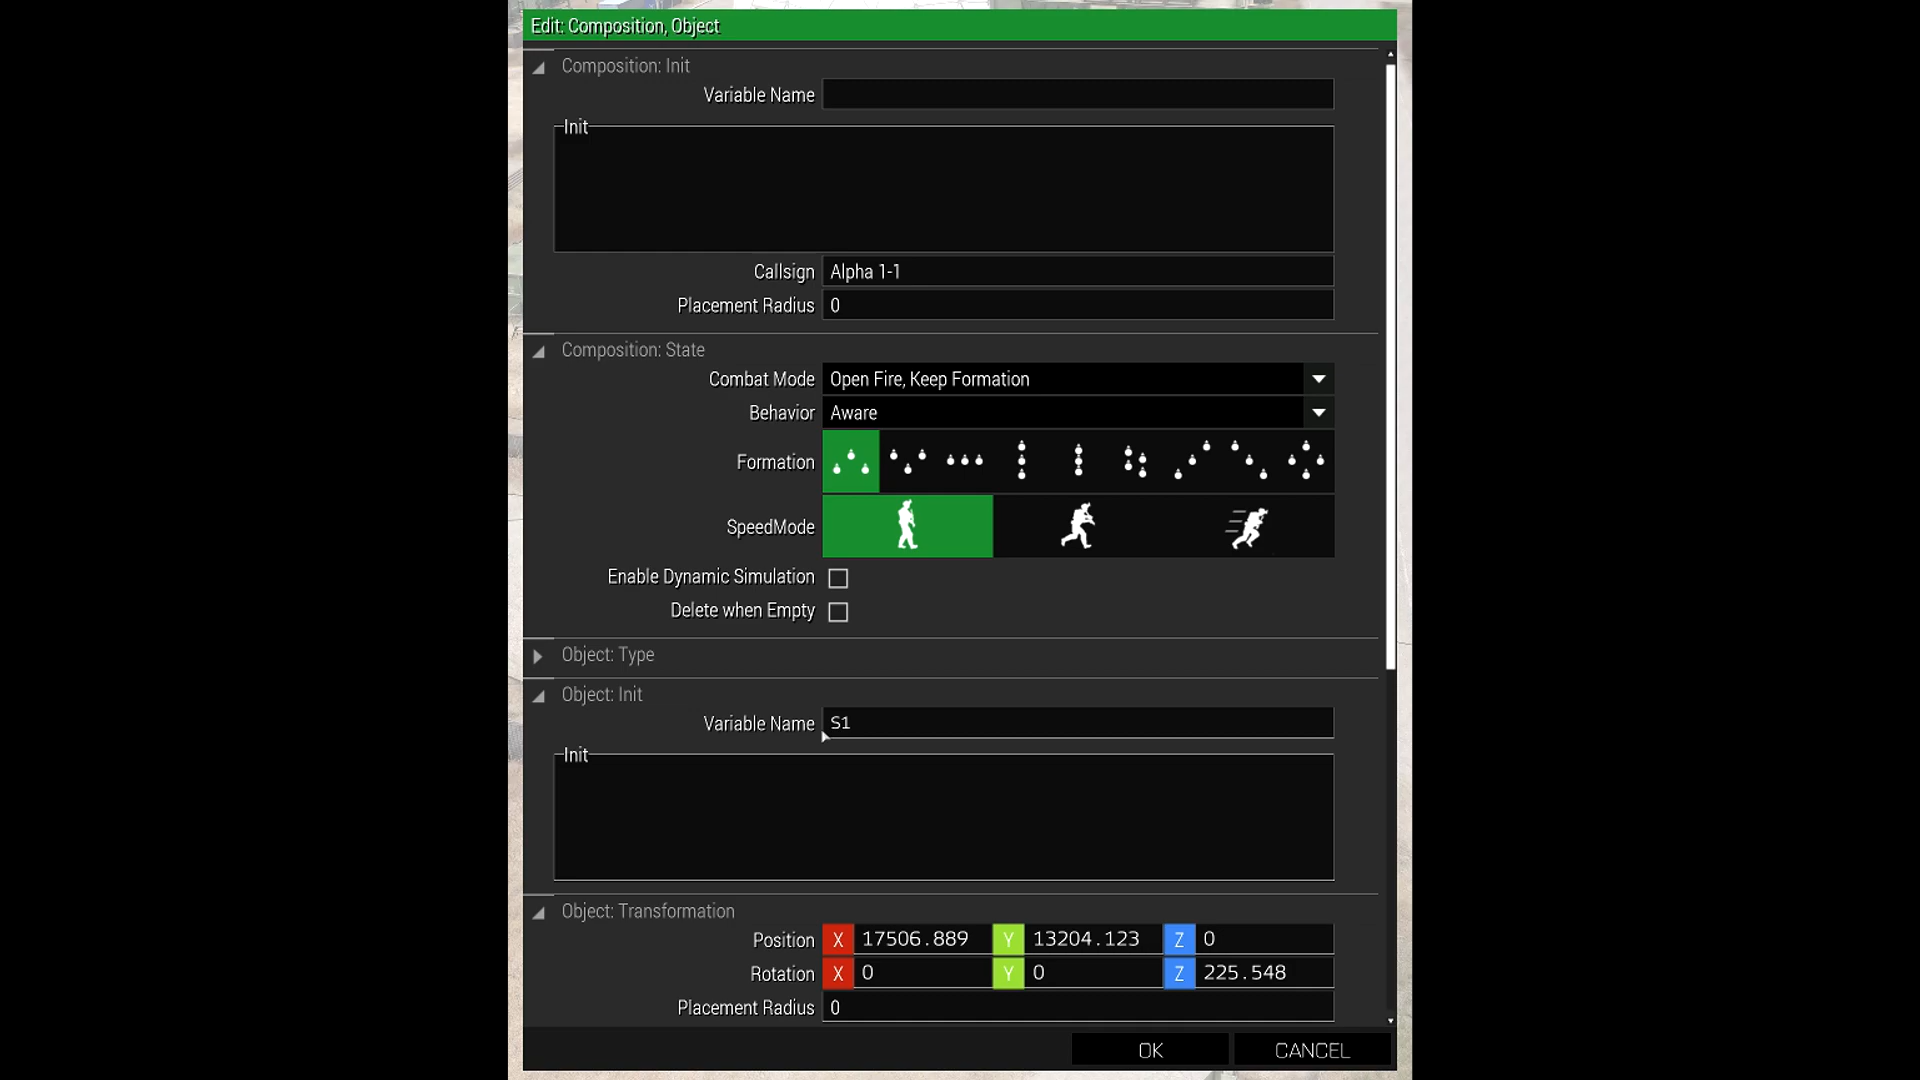 Edit: Composition, Object
Composition: Init
Variable Name
Init
Callsign Alpha 1-1
Placement Radius 0
Composition: State
Combat Mode Open Fire, Keep Formation
Behavior Aware
Formation
SpeedMode
Enable Dynamic Simulation
Delete when Empty
Object: Type
Object: Init
Variable Name S1
Init
Object: Transformation
Position X 17506.889 Y 13204.123 Z 0
Rotation X 0 Y 0 Z 225.548
Placement Radius 0
OK CANCEL